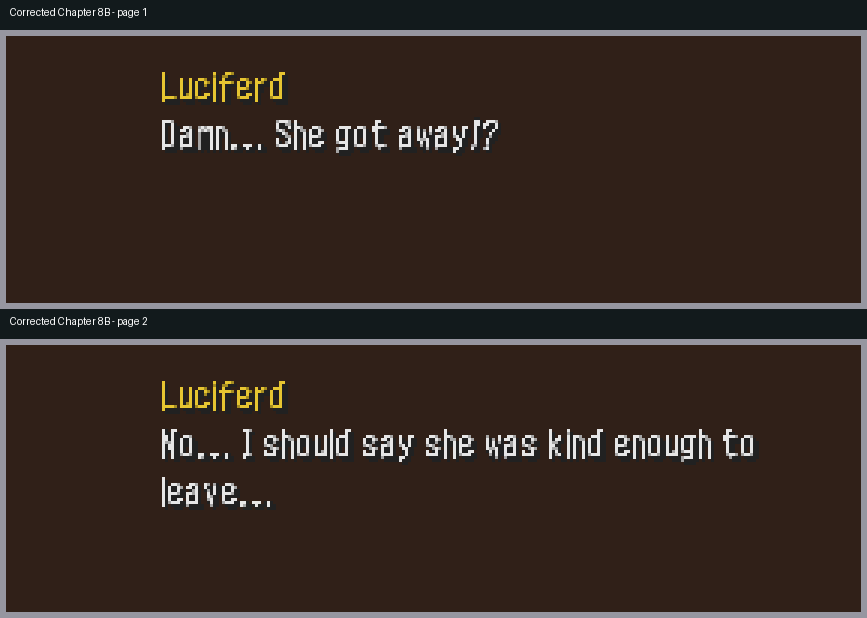 Corrected Chapter 8B - page 1
Luciferd
Damn... She got away!?
Corrected Chapter 8B - page 2
Luciferd
No... I should say she was kind enough to
leave...